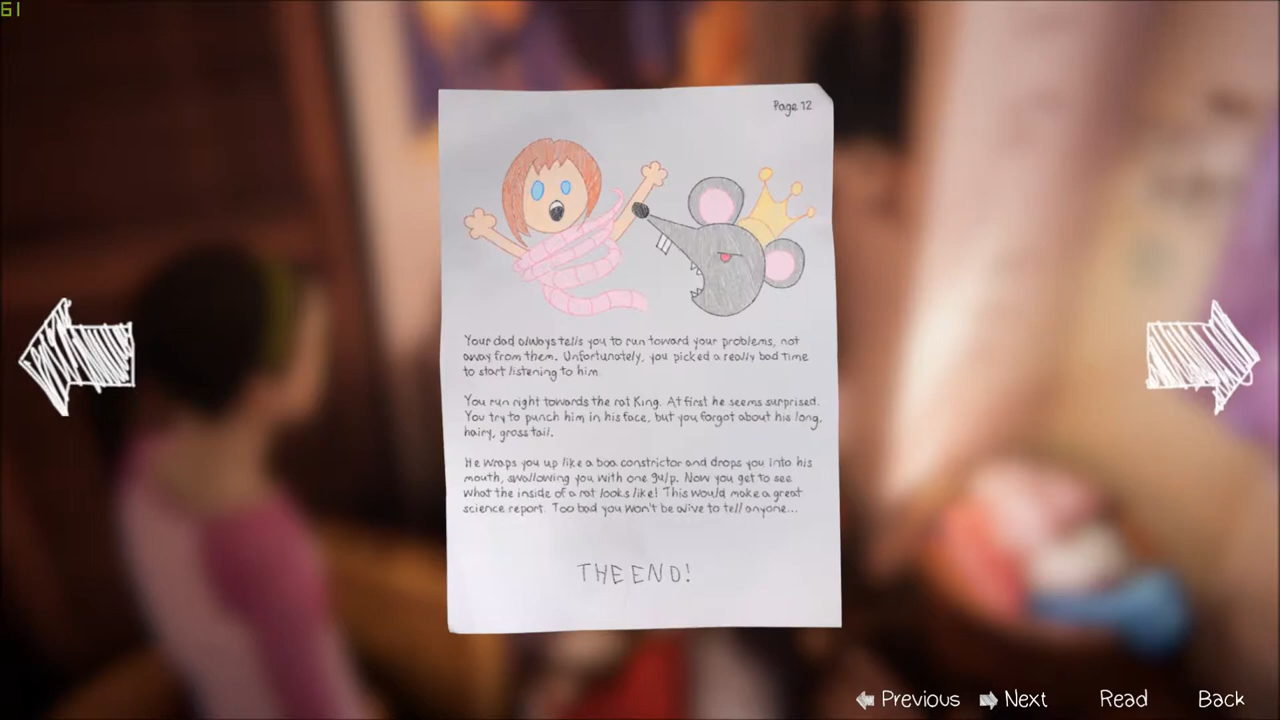 61
Page 12
Your dad always tells you to run toward your problems, not
away from them. Unfortunately, you picked a really bad time
to start listening to him.
You run right towards the rat King. At first he seems surprised.
You try to punch him in his face, but you forgot about his long,
hairy, gross tail.
He wraps you up like a boa constrictor and drops you into his
mouth, swallowing you with one gulp. Now you get to see
what the inside of a rat looks like! This would make a great
science report. Too bad you won't be alive to tell anyone...
THE END!
Previous Next Read Back